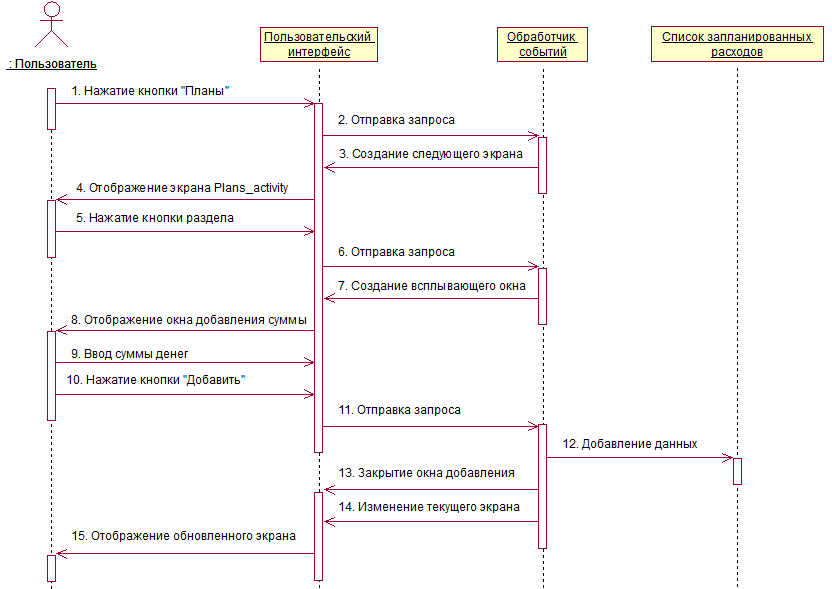 : Пользователь
Пользовательский
интерфейс
Обработчик
событий
Список запланированных
расходов
1. Нажатие кнопки "Планы"
2. Отправка запроса
3. Создание следующего экрана
4. Отображение экрана Plans_activity
5. Нажатие кнопки раздела
6. Отправка запроса
7. Создание всплывающего окна
8. Отображение окна добавления суммы
9. Ввод суммы денег
10. Нажатие кнопки "Добавить"
11. Отправка запроса
12. Добавление данных
13. Закрытие окна добавления
14. Изменение текущего экрана
15. Отображение обновленного экрана